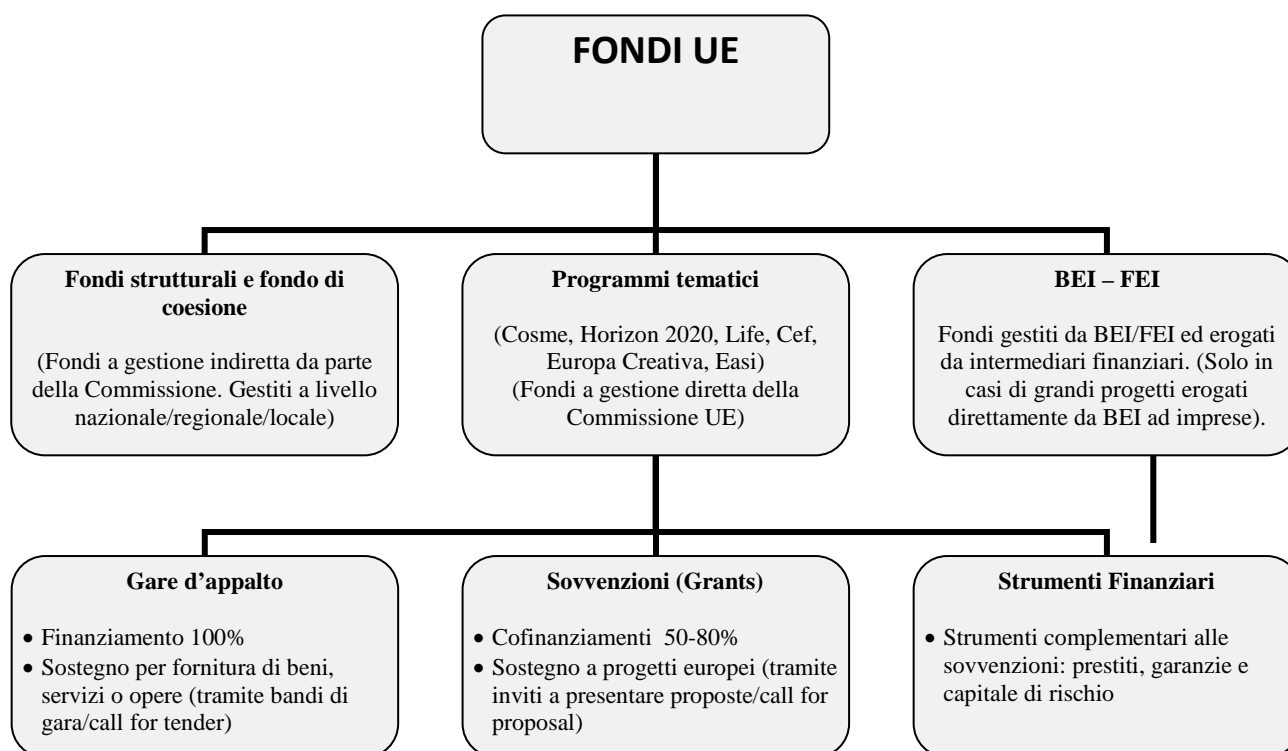 FONDI UE
Fondi strutturali e fondo di
coesione
(Fondi a gestione indiretta da parte
della Commissione. Gestiti a livello
nazionale/regionale/locale)
Programmi tematici
(Cosme, Horizon 2020, Life, Cef,
Europa Creativa, Easi)
(Fondi a gestione diretta della
Commissione UE)
BEI – FEI
Fondi gestiti da BEI/FEI ed erogati
da intermediari finanziari. (Solo in
casi di grandi progetti erogati
direttamente da BEI ad imprese).
Gare d’appalto
• Finanziamento 100%
• Sostegno per fornitura di beni,
servizi o opere (tramite bandi di
gara/call for tender)
Sovvenzioni (Grants)
• Cofinanziamenti 50-80%
• Sostegno a progetti europei (tramite
inviti a presentare proposte/call for
proposal)
Strumenti Finanziari
• Strumenti complementari alle
sovvenzioni: prestiti, garanzie e
capitale di rischio